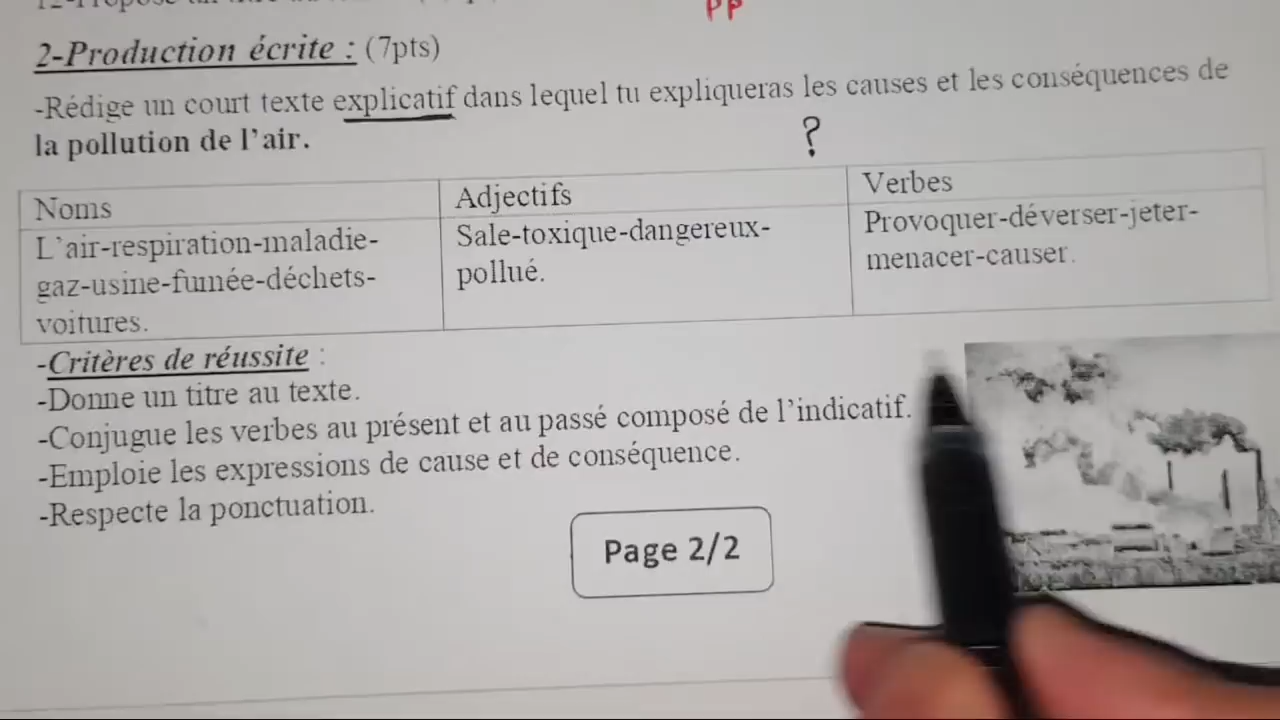 PP
2-Production écrite : (7pts)
-Rédige un court texte explicatif dans lequel tu expliqueras les causes et les conséquences de
la pollution de l'air.
?
Noms
Adjectifs
Verbes
L'air-respiration-maladie-
gaz-usine-fumée-déchets-
voitures.
Sale-toxique-dangereux-
pollué.
Provoquer-déverser-jeter-
menacer-causer.
-Critères de réussite :
-Donne un titre au texte.
-Conjugue les verbes au présent et au passé composé de l'indicatif.
-Emploie les expressions de cause et de conséquence.
-Respecte la ponctuation.
Page 2/2